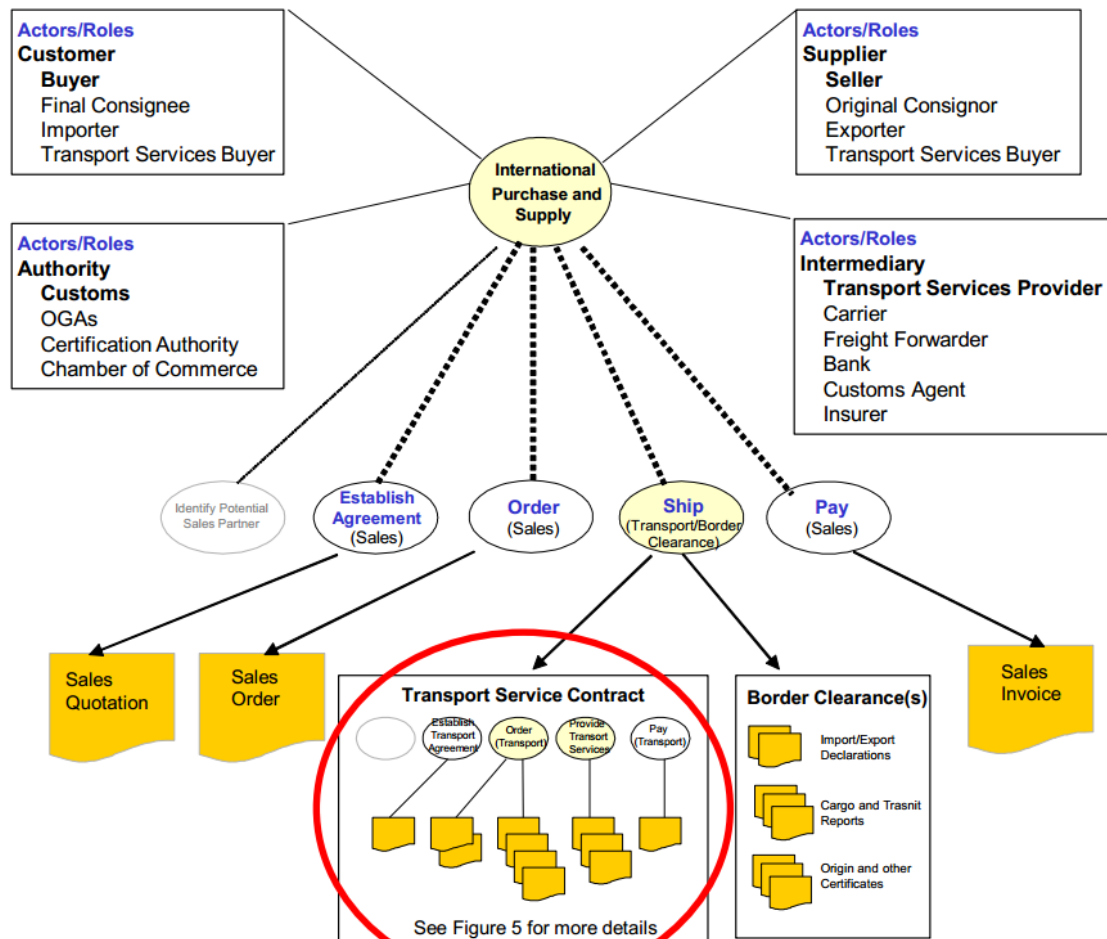 Actors/Roles
Customer
Buyer
Final Consignee
Importer
Transport Services Buyer
Actors/Roles
Supplier
Seller
Original Consignor
Exporter
Transport Services Buyer
International
Purchase and
Supply
Actors/Roles
Authority
Customs
OGAs
Certification Authority
Chamber of Commerce
Actors/Roles
Intermediary
Transport Services Provider
Carrier
Freight Forwarder
Bank
Customs Agent
Insurer
Identify Potential
Sales Partner
Establish
Agreement
(Sales)
Order
(Sales)
Ship
(Transport/Border
Clearance)
Pay
(Sales)
Sales
Quotation
Sales
Order
Transport Service Contract
Establish
Transport
Agreement
Order
(Transport)
Provide
Transort
Services
Pay
(Transport)
See Figure 5 for more details
Border Clearance(s)
Import/Export
Declarations
Cargo and Trasnit
Reports
Origin and other
Certificates
Sales
Invoice